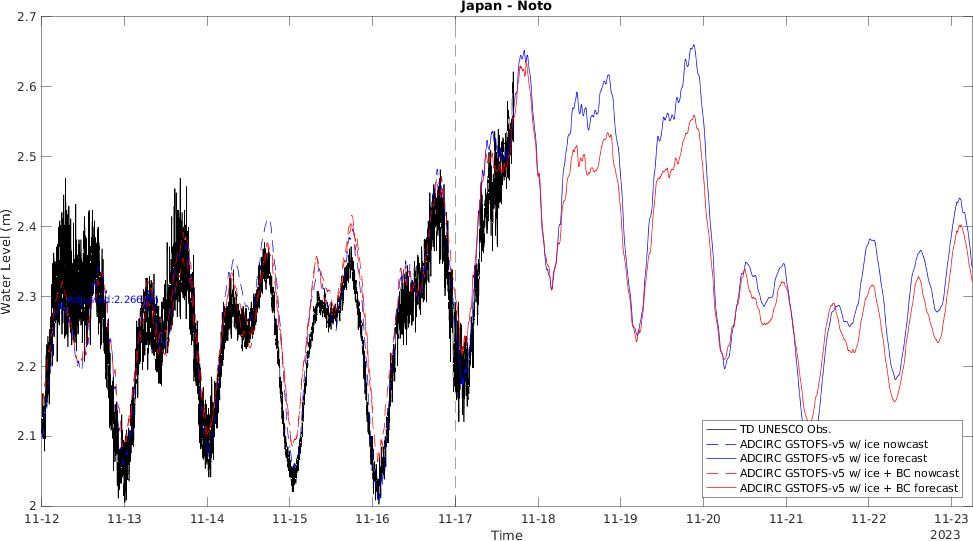 Japan - Noto
2.7
2.6
2.5
2.4
2.3
2.2
2.1
2
Water Level (m)
TD UNESCO Obs.
ADCIRC GSTOFS-v5 w/ ice nowcast
ADCIRC GSTOFS-v5 w/ ice forecast
ADCIRC GSTOFS-v5 w/ ice + BC nowcast
ADCIRC GSTOFS-v5 w/ ice + BC forecast
11-12 11-13 11-14 11-15 11-16 11-17 11-18 11-19 11-20 11-21 11-22 11-23
Time
2023